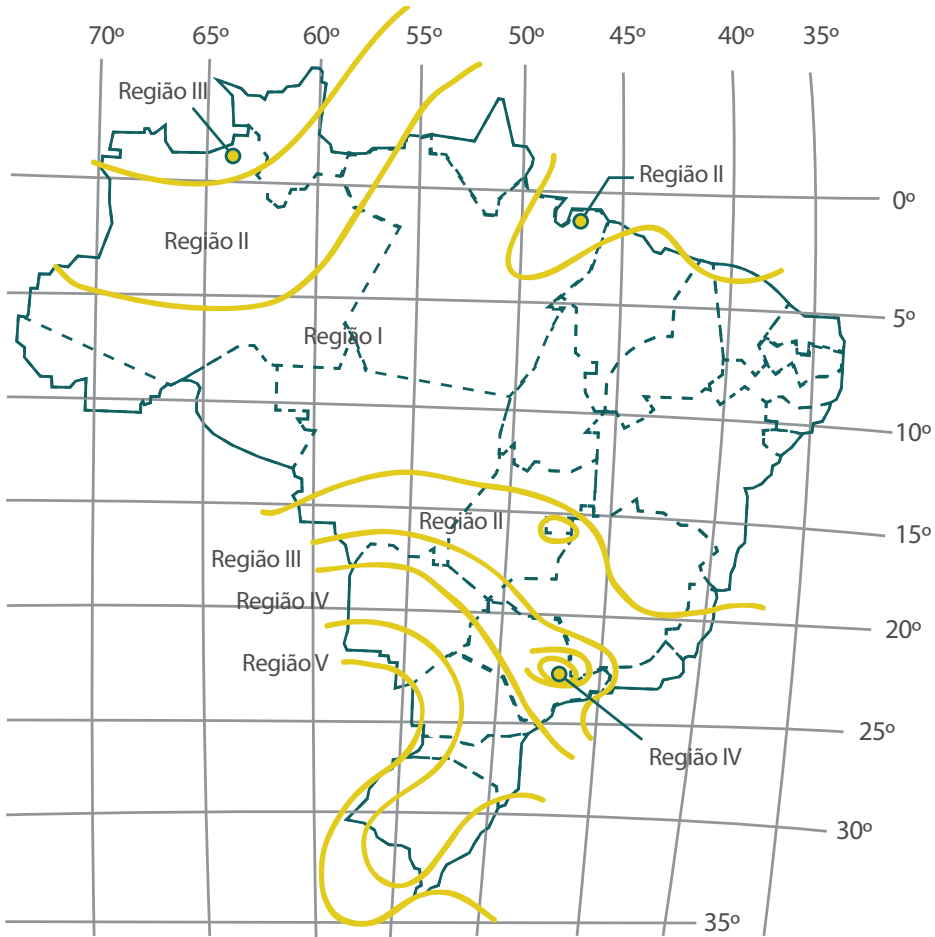 70º 65º 60º 55º 50º 45º 40º 35º
Região III
Região II
0º
Região II
5º
Região I
10º
Região II
15º
Região III
Região IV
20º
Região V
25º
Região IV
30º
35º